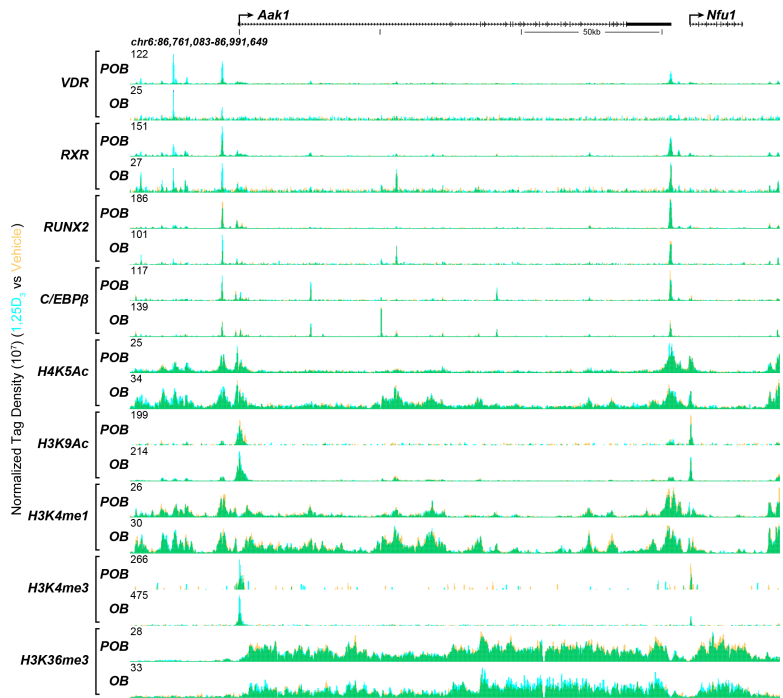 Aak1 Nfu1
50kb
chr6:86,761,083-86,991,649
Normalized Tag Density (10⁷) (1,25D₃ vs Vehicle)
VDR
POB 122
OB 25
RXR
POB 151
OB 27
RUNX2
POB 186
OB 101
C/EBPβ
POB 117
OB 139
H4K5Ac
POB 25
OB 34
H3K9Ac
POB 199
OB 214
H3K4me1
POB 26
OB 30
H3K4me3
POB 266
OB 475
H3K36me3
POB 28
OB 33